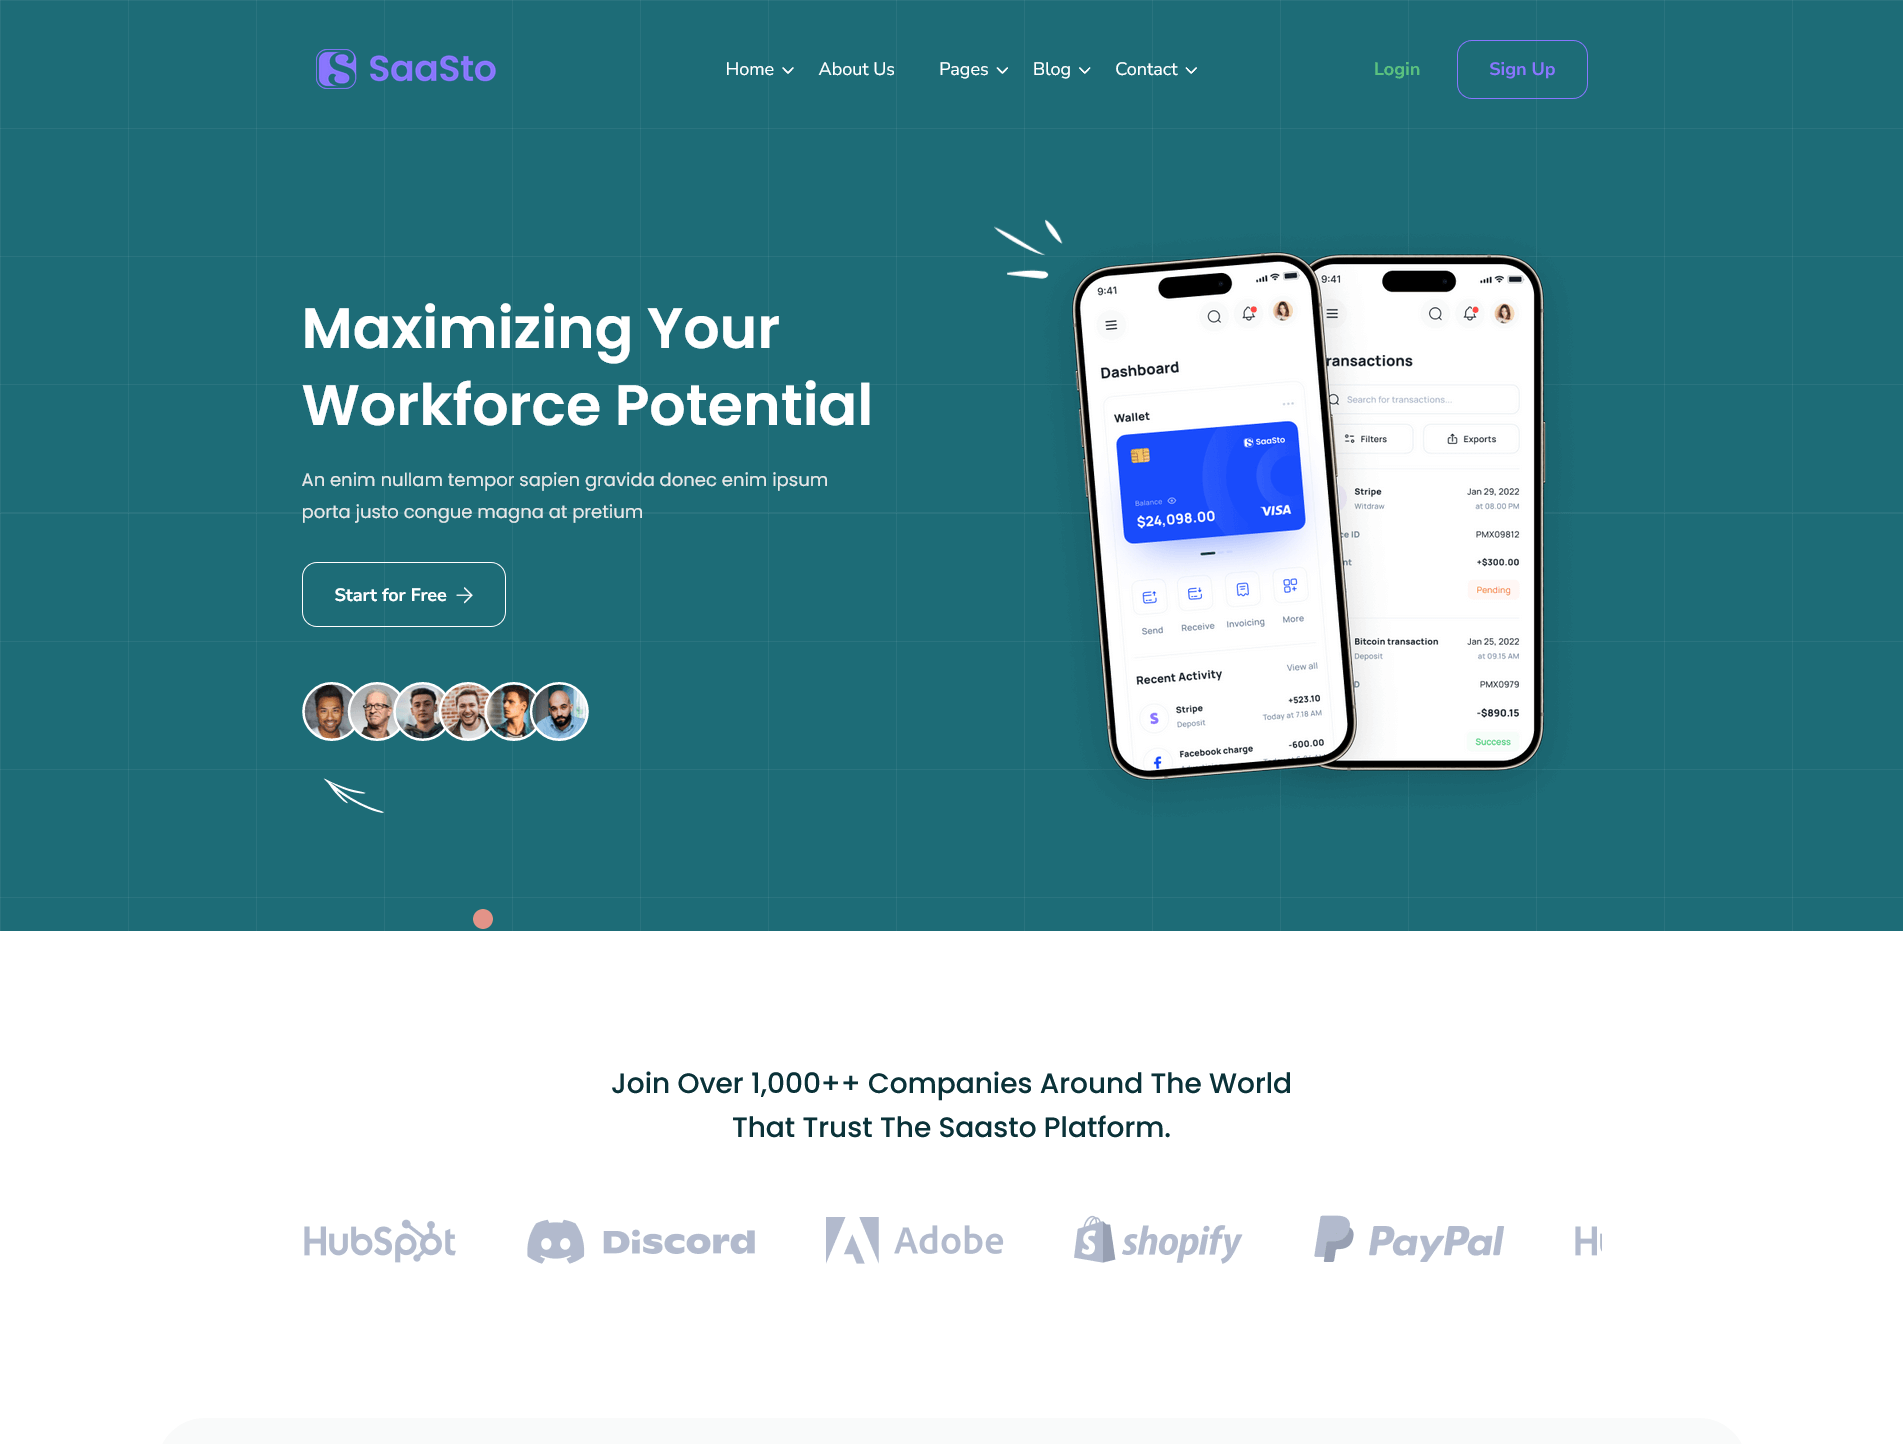 SaaSto
Home
About Us
Pages
Blog
Contact
Login
Sign Up
Maximizing Your
Workforce Potential
An enim nullam tempor sapien gravida donec enim ipsum
porta justo congue magna at pretium
Start for Free
9:41
Dashboard
Wallet
SaaSto
Balance
$24,098.00
VISA
Send
Receive
Invoicing
More
Recent Activity
View all
Stripe
+523.10
Deposit
Today at 7.18 AM
Facebook charge
-600.00
9:41
ransactions
Search for transactions...
Filters
Exports
Stripe
Jan 29, 2022
Witdraw
at 08.00 PM
ce ID
PMX09812
nt
+$300.00
Pending
Bitcoin transaction
Jan 25, 2022
Deposit
at 09.15 AM
D
PMX0979
-$890.15
Success
Join Over 1,000++ Companies Around The World
That Trust The Saasto Platform.
HubSpot
Discord
Adobe
shopify
PayPal
Hu